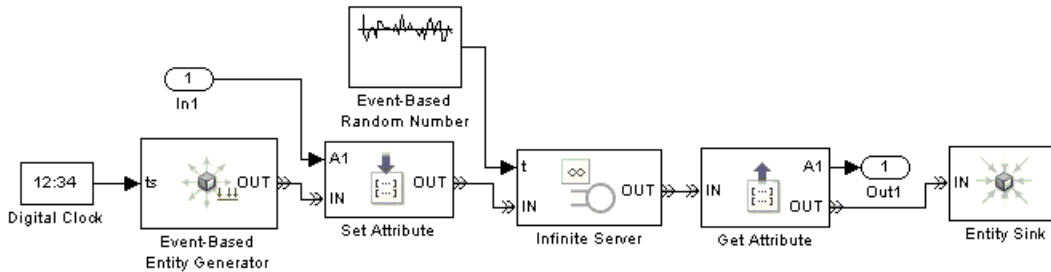 1
In1
Event-Based
Random Number
12:34
Digital Clock
ts
OUT
Event-Based
Entity Generator
A1
IN
OUT
Set Attribute
t
IN
∞
OUT
Infinite Server
IN
A1
OUT
Get Attribute
1
Out1
IN
Entity Sink